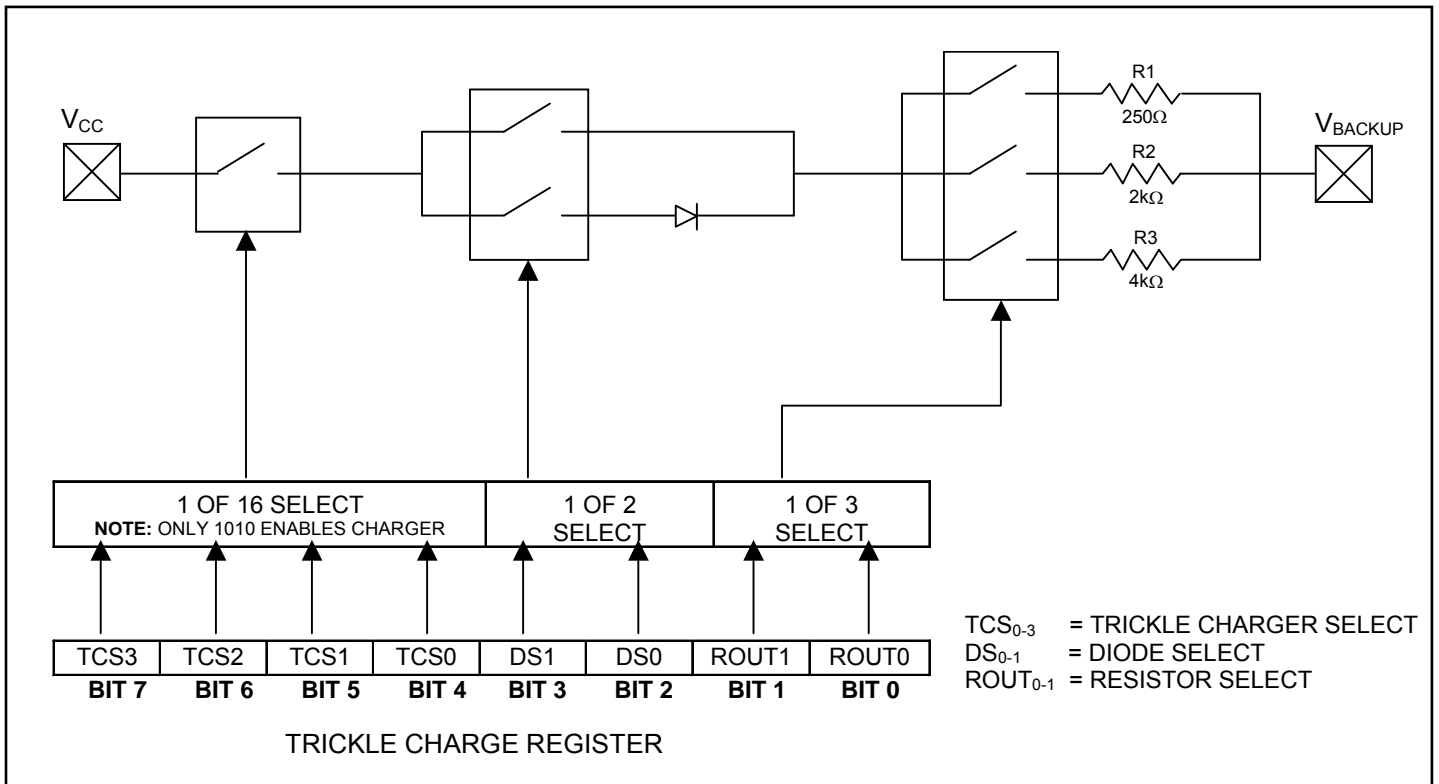 V_CC
R1
250Ω
V_BACKUP
R2
2kΩ
R3
4kΩ
1 OF 16 SELECT
NOTE: ONLY 1010 ENABLES CHARGER
1 OF 2
SELECT
1 OF 3
SELECT
TCS3 TCS2 TCS1 TCS0 DS1 DS0 ROUT1 ROUT0
BIT 7 BIT 6 BIT 5 BIT 4 BIT 3 BIT 2 BIT 1 BIT 0
TCS0-3 = TRICKLE CHARGER SELECT
DS0-1 = DIODE SELECT
ROUT0-1 = RESISTOR SELECT
TRICKLE CHARGE REGISTER